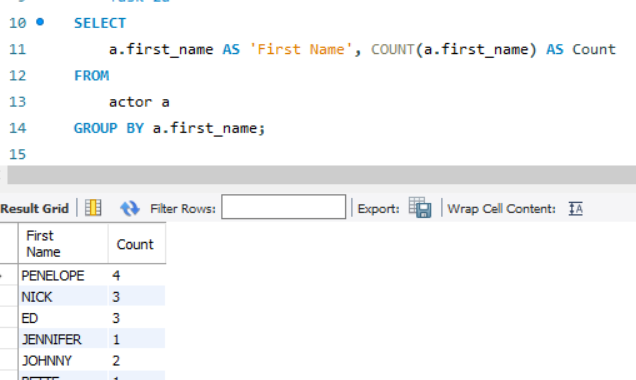 10 SELECT
11 a.first_name AS 'First Name', COUNT(a.first_name) AS Count
12 FROM
13 actor a
14 GROUP BY a.first_name;
15
Result Grid Filter Rows: Export: Wrap Cell Content: IA
First
Name Count
PENELOPE 4
NICK 3
ED 3
JENNIFER 1
JOHNNY 2